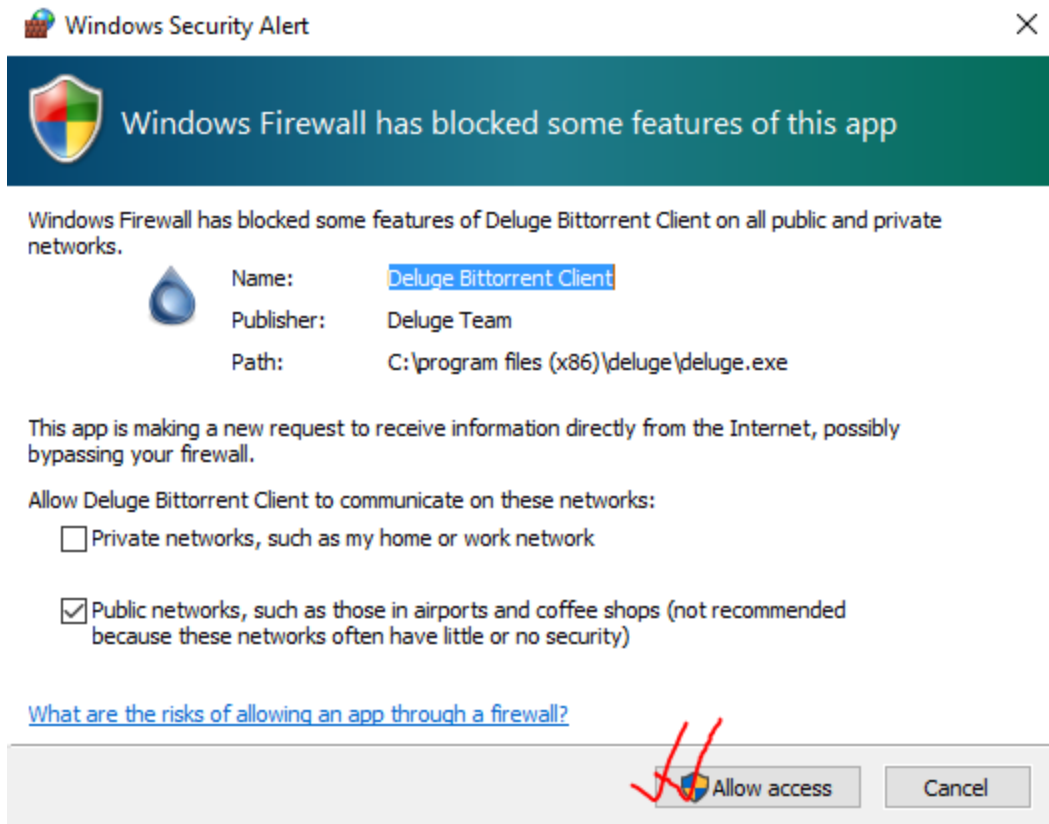 Windows Security Alert
Windows Firewall has blocked some features of this app
Windows Firewall has blocked some features of Deluge Bittorrent Client on all public and private
networks.
Name: Deluge Bittorrent Client
Publisher: Deluge Team
Path: C:\program files (x86)\deluge\deluge.exe
This app is making a new request to receive information directly from the Internet, possibly
bypassing your firewall.
Allow Deluge Bittorrent Client to communicate on these networks:
Private networks, such as my home or work network
Public networks, such as those in airports and coffee shops (not recommended
because these networks often have little or no security)
What are the risks of allowing an app through a firewall?
Allow access Cancel